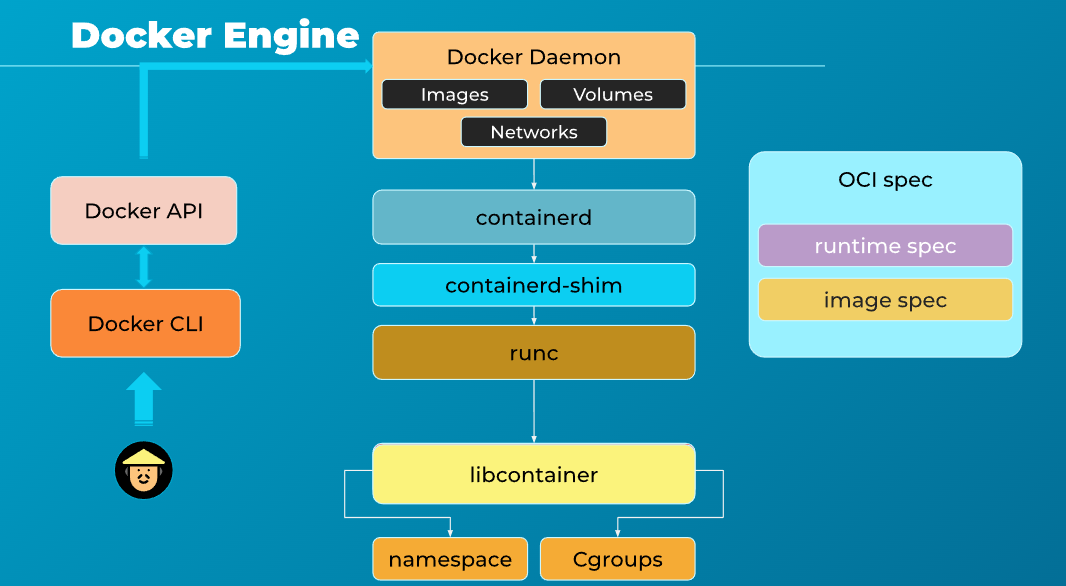 Docker Engine
Docker Daemon
Images
Volumes
Networks
Docker API
Docker CLI
containerd
containerd-shim
runc
libcontainer
namespace
Cgroups
OCI spec
runtime spec
image spec